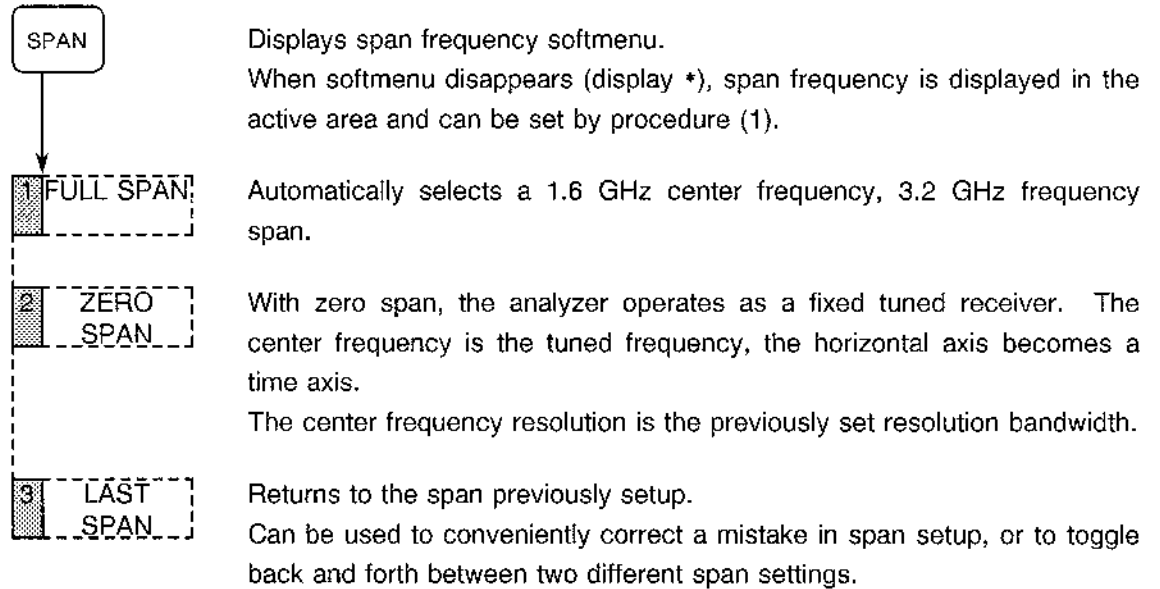 SPAN
Displays span frequency softmenu.
When softmenu disappears (display *), span frequency is displayed in the
active area and can be set by procedure (1).
1 FULL SPAN
Automatically selects a 1.6 GHz center frequency, 3.2 GHz frequency
span.
2 ZERO
SPAN
With zero span, the analyzer operates as a fixed tuned receiver. The
center frequency is the tuned frequency, the horizontal axis becomes a
time axis.
The center frequency resolution is the previously set resolution bandwidth.
3 LAST
SPAN
Returns to the span previously setup.
Can be used to conveniently correct a mistake in span setup, or to toggle
back and forth between two different span settings.